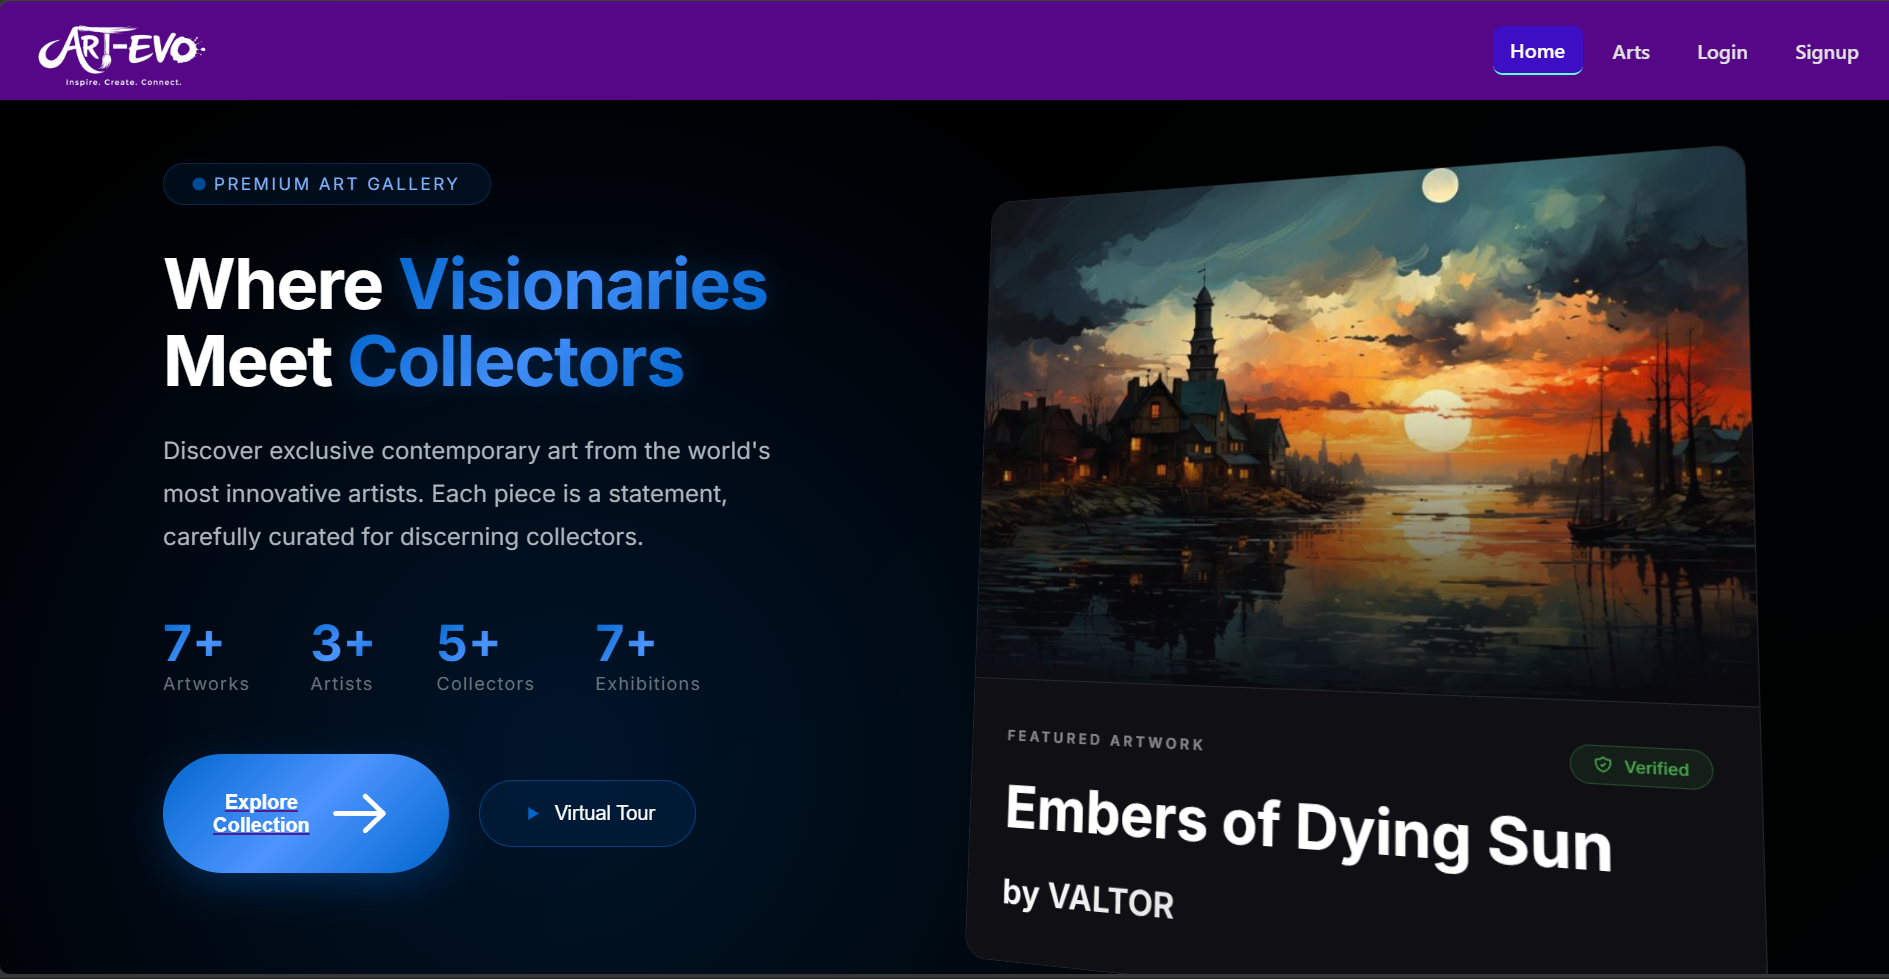 ART-EVO
Inspire. Create. Connect.
Home
Arts
Login
Signup
PREMIUM ART GALLERY
Where Visionaries
Meet Collectors
Discover exclusive contemporary art from the world's
most innovative artists. Each piece is a statement,
carefully curated for discerning collectors.
7+
Artworks
3+
Artists
5+
Collectors
7+
Exhibitions
Explore
Collection
Virtual Tour
FEATURED ARTWORK
Verified
Embers of Dying Sun
by VALTOR